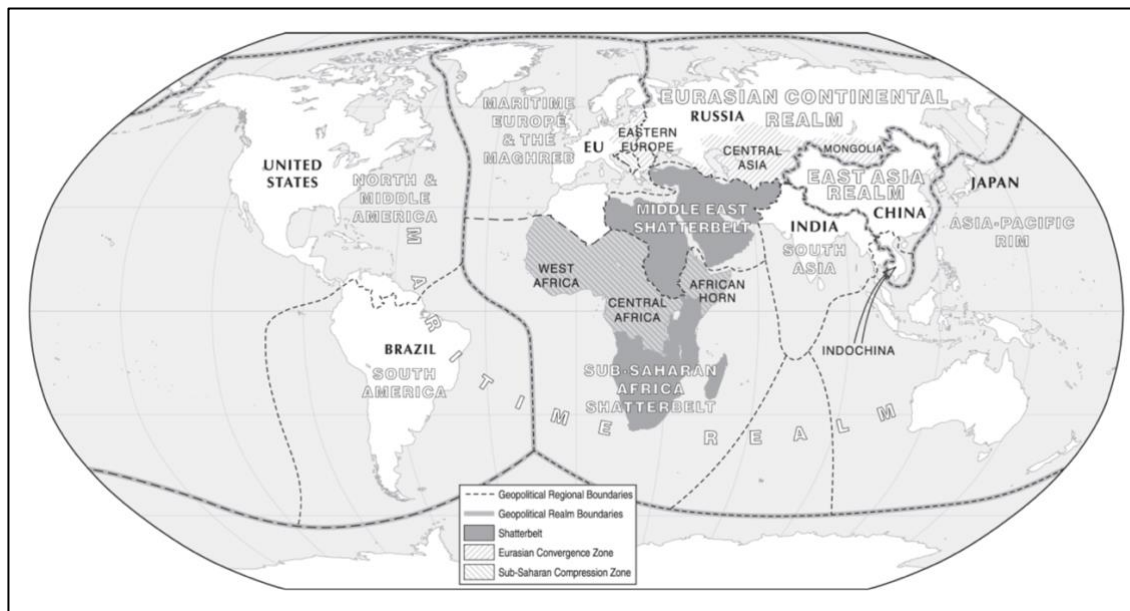 MARITIME
EUROPE
& THE
MAGHREB
EURASIAN CONTINENTAL
REALM
RUSSIA
EASTERN
EUROPE
EU
CENTRAL
ASIA
MONGOLIA
UNITED
STATES
NORTH &
MIDDLE
AMERICA
EAST ASIA
REALM
CHINA
JAPAN
ASIA-PACIFIC
RIM
MIDDLE EAST
SHATTERBELT
INDIA
SOUTH
ASIA
WEST
AFRICA
CENTRAL
AFRICA
AFRICAN
HORN
INDOCHINA
BRAZIL
SOUTH
AMERICA
SUB-SAHARAN
AFRICA
SHATTERBELT
MARITIME REALM
Geopolitical Regional Boundaries
Geopolitical Realm Boundaries
Shatterbelt
Eurasian Convergence Zone
Sub-Saharan Compression Zone